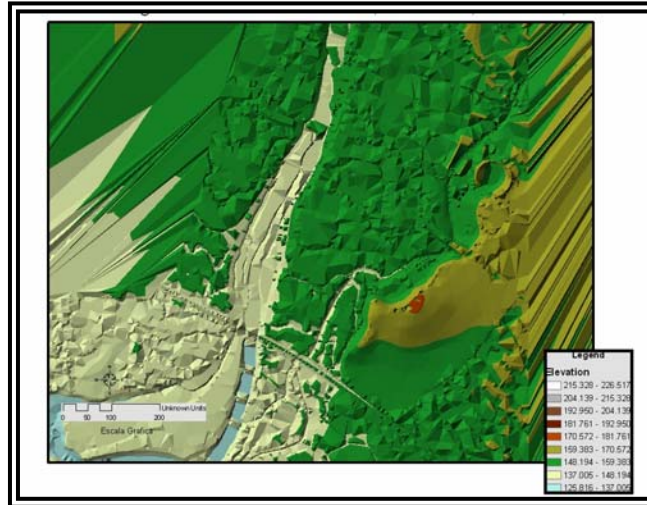 0 50 100 200
Unknown Units
Escala Grafica
Legend
Elevation
215.328 - 226.517
204.139 - 215.328
192.950 - 204.139
181.761 - 192.950
170.572 - 181.761
159.383 - 170.572
148.194 - 159.383
137.005 - 148.194
125.816 - 137.005